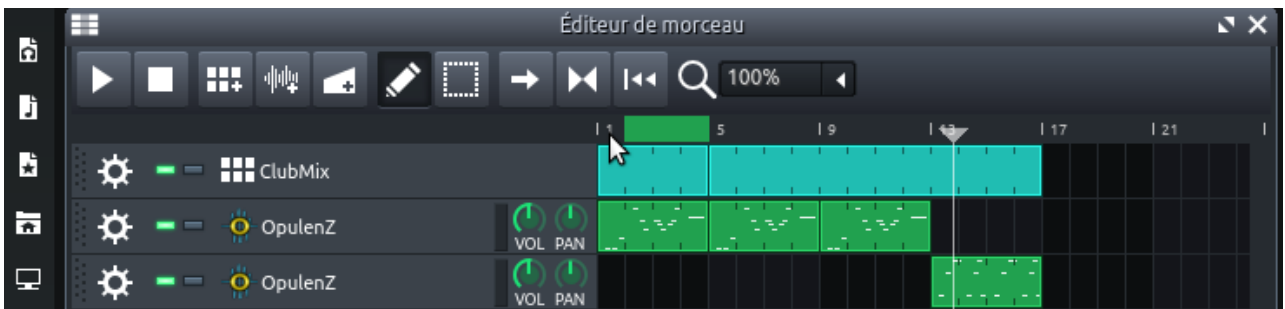 Éditeur de morceau
100%
1 5 9 13 17 21
ClubMix
OpulenZ VOL PAN
OpulenZ VOL PAN